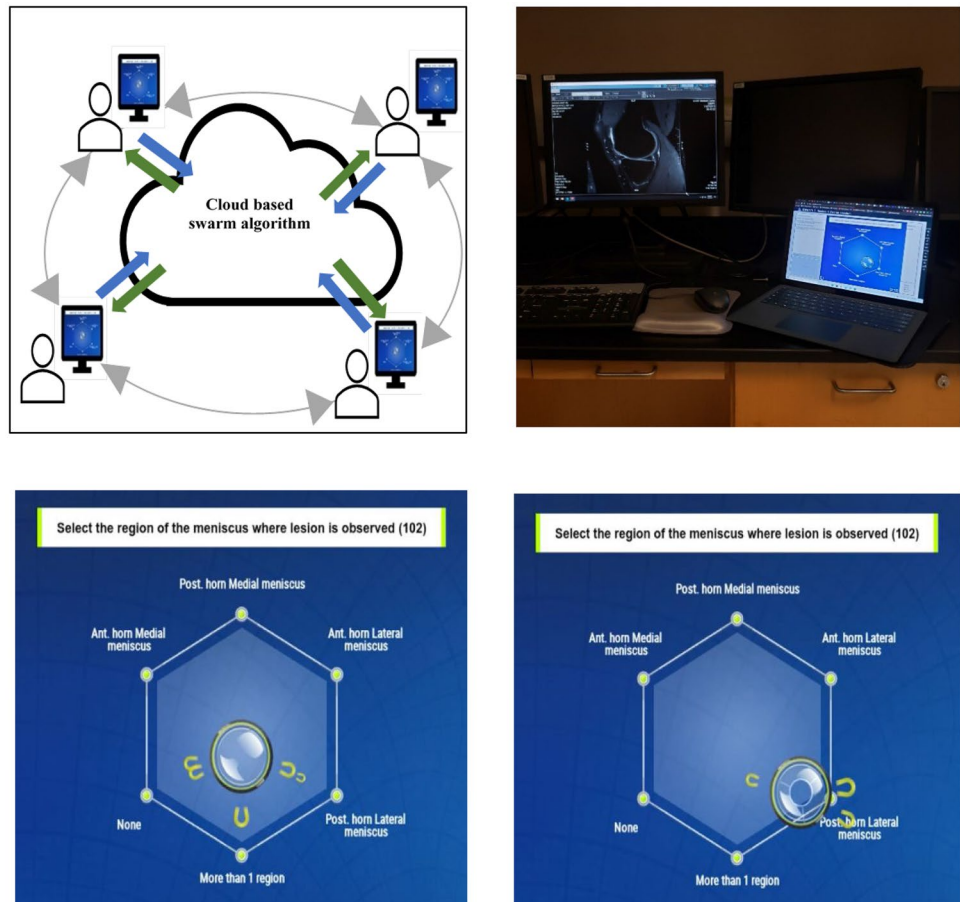 Cloud based
swarm algorithm
Select the region of the meniscus where lesion is observed (102)
Post. horn Medial meniscus
Ant. horn Medial
meniscus
Ant. horn Lateral
meniscus
None
Post. horn Lateral
meniscus
More than 1 region
Select the region of the meniscus where lesion is observed (102)
Post. horn Medial meniscus
Ant. horn Medial
meniscus
Ant. horn Lateral
meniscus
None
Post. horn Lateral
meniscus
More than 1 region